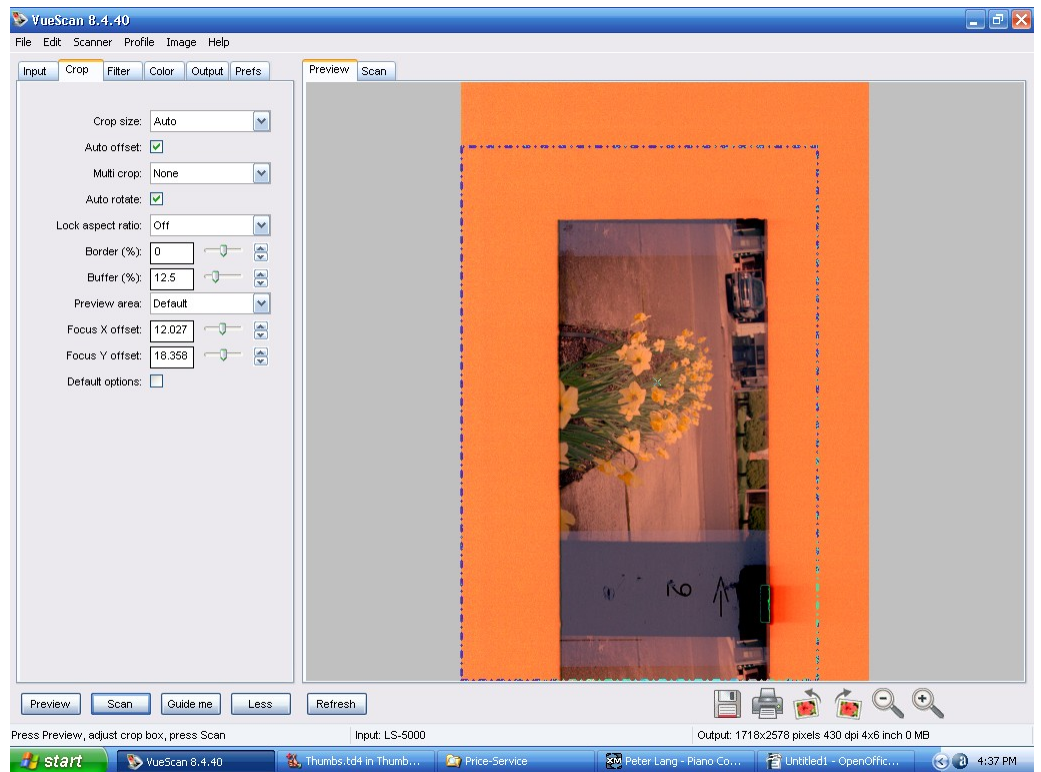 VueScan 8.4.40
File Edit Scanner Profile Image Help
Input Crop Filter Color Output Prefs
Preview Scan
Crop size: Auto
Auto offset:
Multi crop: None
Auto rotate:
Lock aspect ratio: Off
Border (%): 0
Buffer (%): 12.5
Preview area: Default
Focus X offset: 12.027
Focus Y offset: 18.358
Default options:
Preview Scan Guide me Less Refresh
Press Preview, adjust crop box, press Scan Input: LS-5000 Output: 1718x2578 pixels 430 dpi 4x6 inch 0 MB
start VueScan 8.4.40 Thumbs.td4 in Thumb... Price-Service Peter Lang - Piano Co... Untitled1 - OpenOffic... 4:37 PM